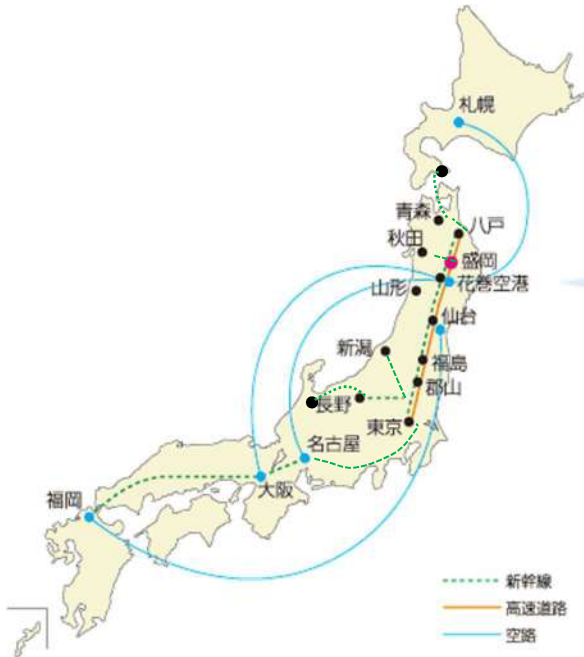 札幌
青森
八戸
秋田
盛岡
花巻空港
山形
仙台
新潟
福島
郡山
長野
東京
名古屋
大阪
福岡
新幹線
高速道路
空路